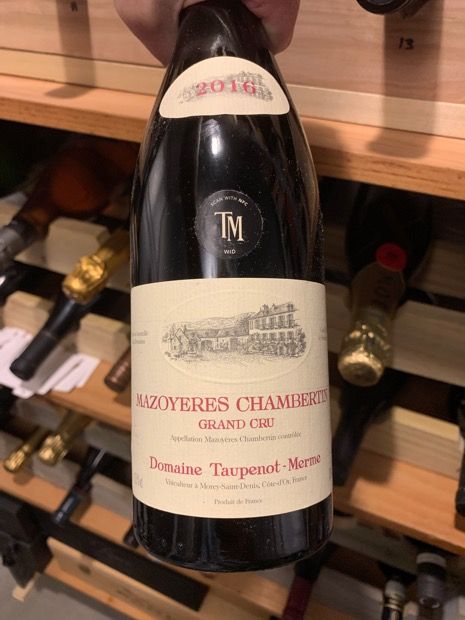 13
2016
SCAN WITH NFC
TM
WID
MAZOYERES CHAMBERTIN
GRAND CRU
Appellation Mazoyères Chambertin contrôlée
Domaine Taupenot-Merme
Viticulteur à Morey-Saint-Denis, Côte-d'Or, France
Produit de France